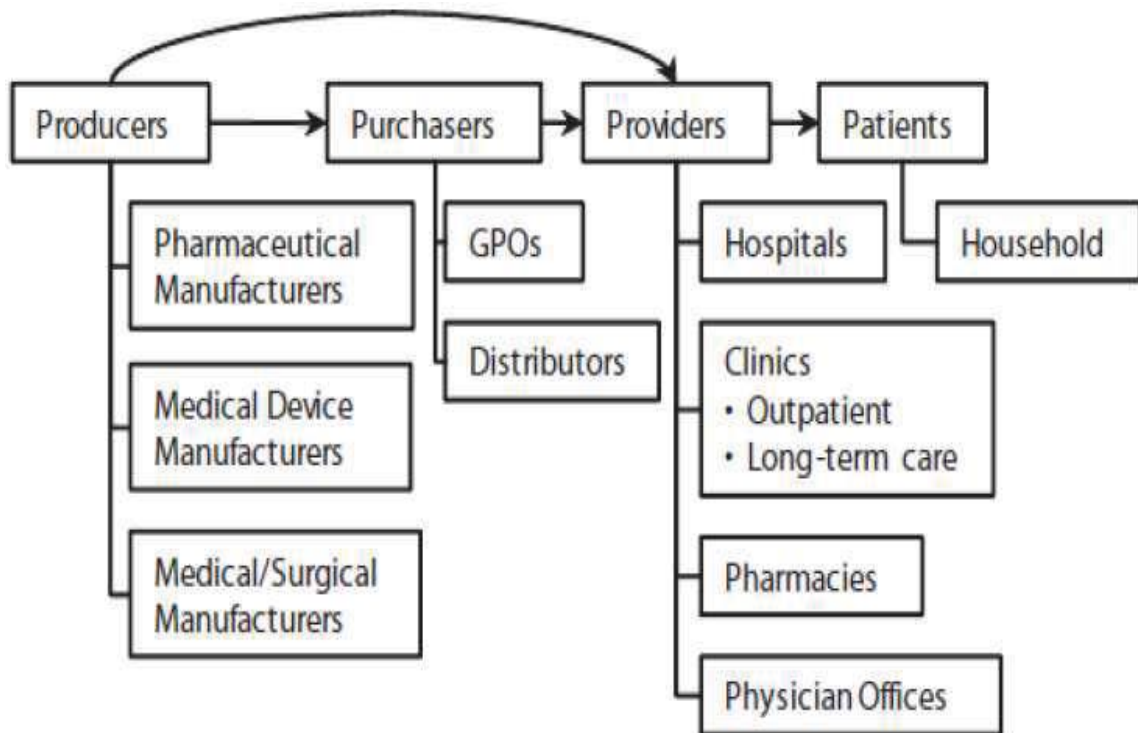 Producers
Purchasers
Providers
Patients
Pharmaceutical
Manufacturers
Medical Device
Manufacturers
Medical/Surgical
Manufacturers
GPOs
Distributors
Hospitals
Clinics
• Outpatient
• Long-term care
Pharmacies
Physician Offices
Household